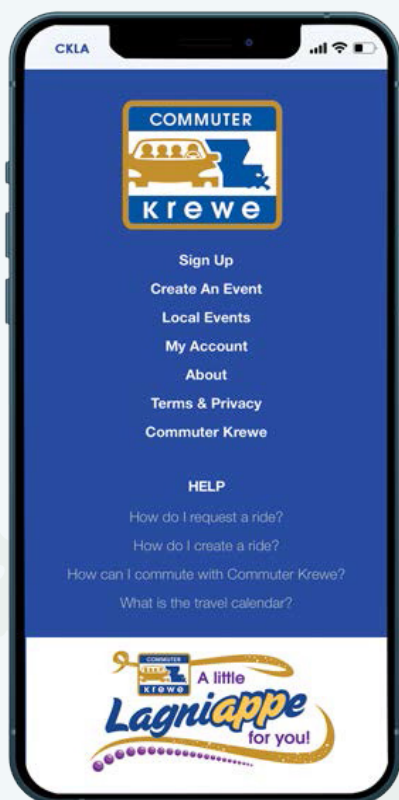 CKLA
COMMUTER
Krewe
Sign Up
Create An Event
Local Events
My Account
About
Terms & Privacy
Commuter Krewe
HELP
How do I request a ride?
How do I create a ride?
How can I commute with Commuter Krewe?
What is the travel calendar?
COMMUTER
Krewe
A little
Lagniappe
for you!